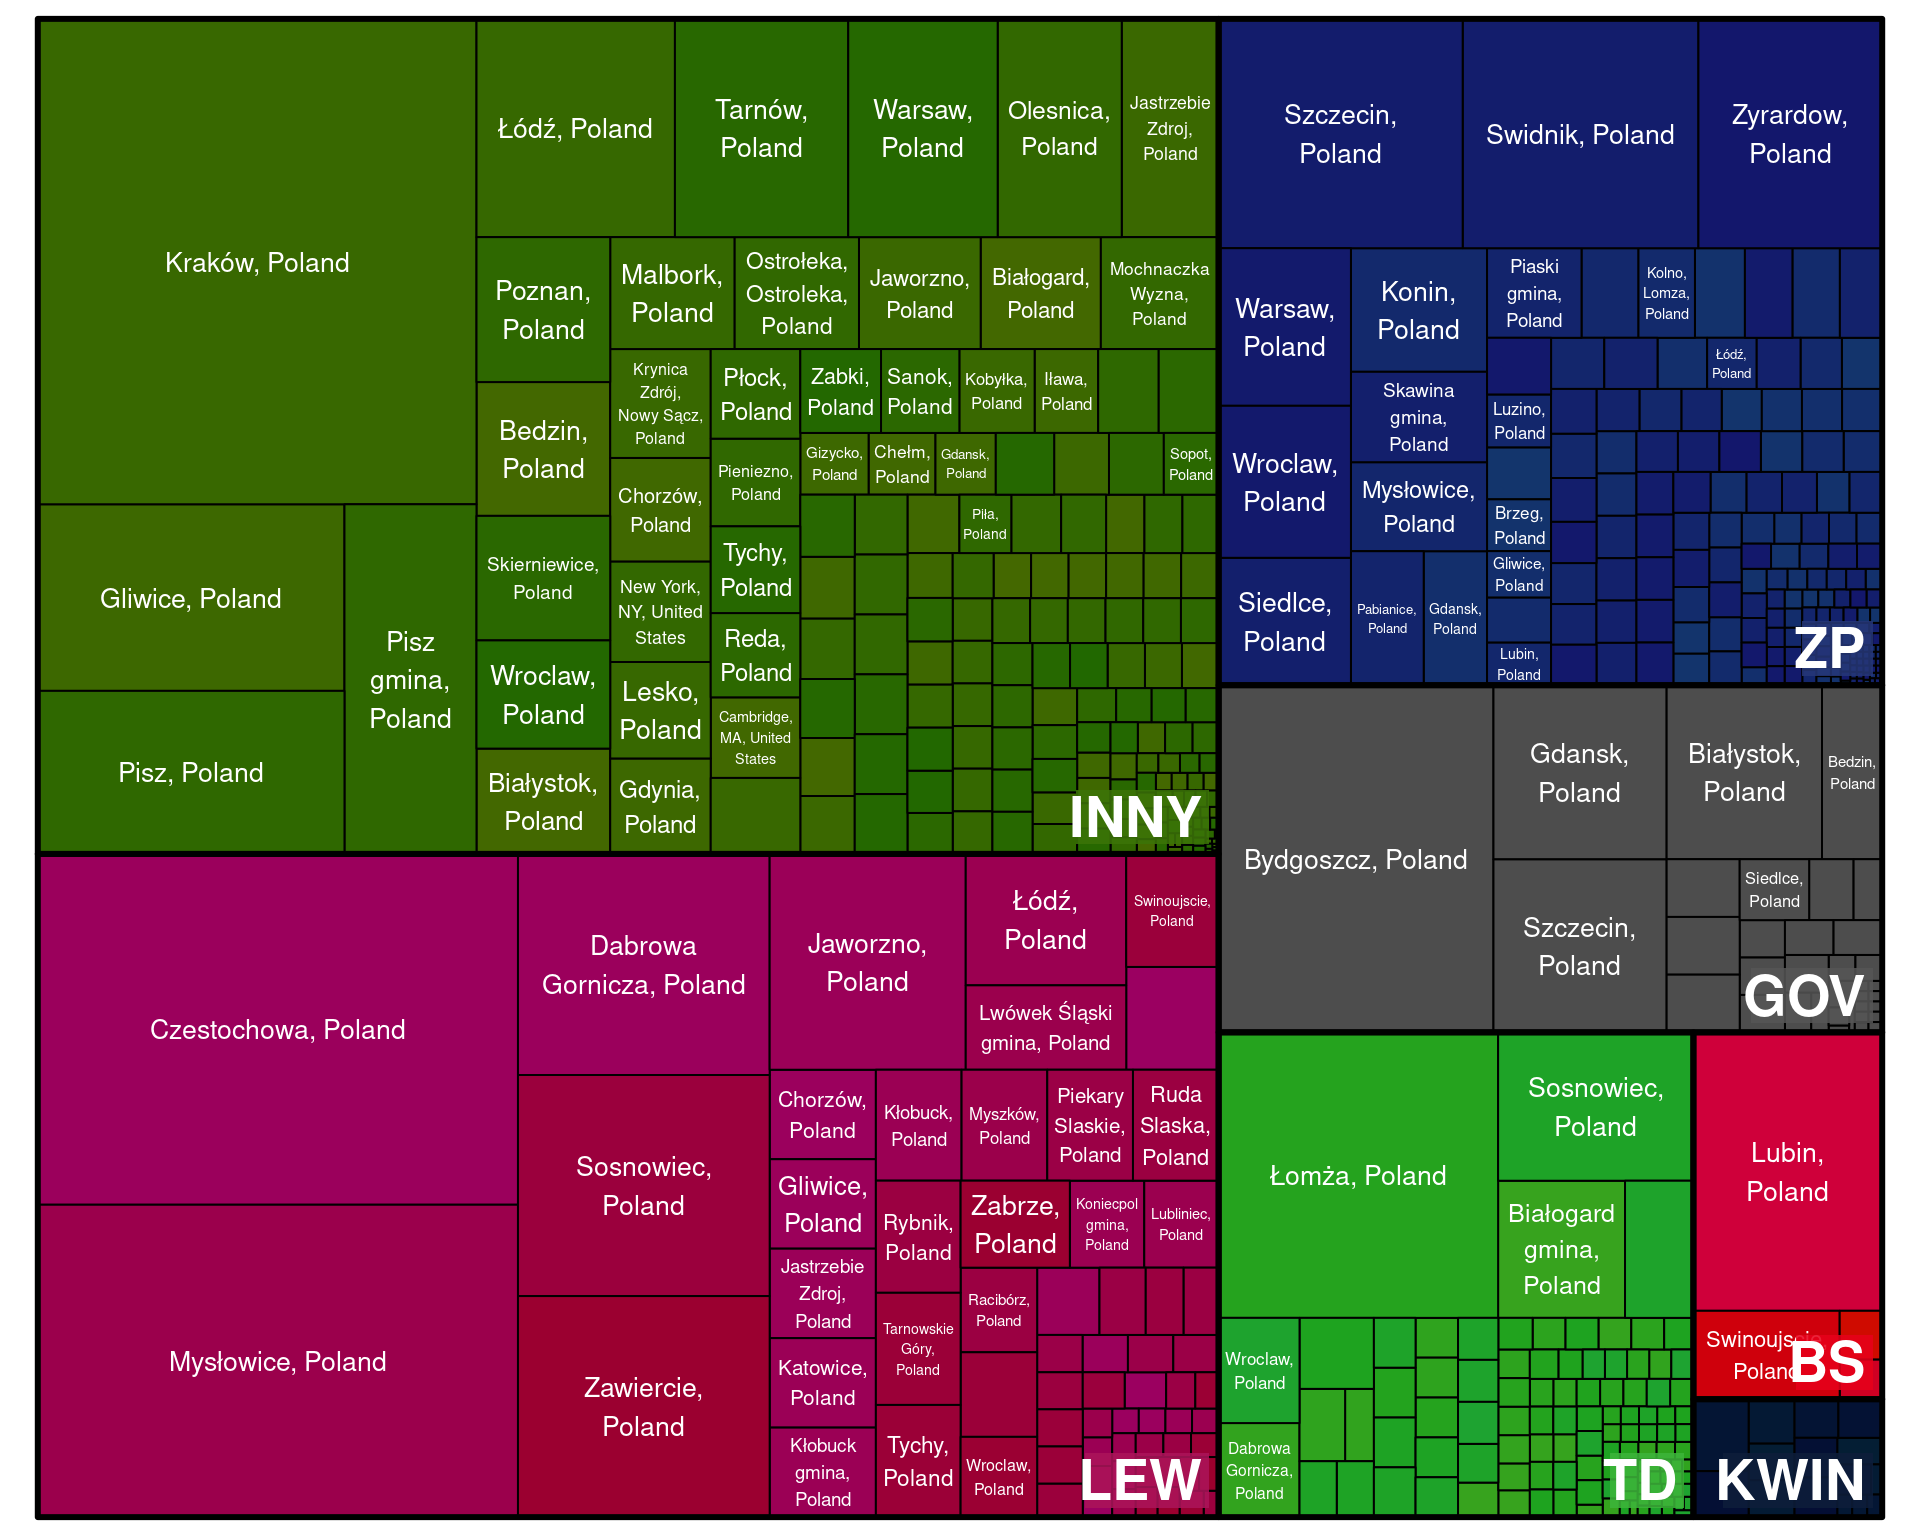 Kraków, Poland
Łódź, Poland
Tarnów,
Poland
Warsaw,
Poland
Olesnica,
Poland
Jastrzebie
Zdroj,
Poland
Poznan,
Poland
Malbork,
Poland
Ostrołeka,
Ostroleka,
Poland
Jaworzno,
Poland
Białogard,
Poland
Mochnaczka
Wyzna,
Poland
Bedzin,
Poland
Krynica
Zdrój,
Nowy Sącz,
Poland
Płock,
Poland
Zabki,
Poland
Sanok,
Poland
Kobyłka,
Poland
Iława,
Poland
Gizycko,
Poland
Chełm,
Poland
Gdansk,
Poland
Sopot,
Poland
Chorzów,
Poland
Pieniezno,
Poland
Piła,
Poland
Gliwice, Poland
Pisz
gmina,
Poland
Pisz, Poland
Skierniewice,
Poland
New York,
NY, United
States
Tychy,
Poland
Reda,
Poland
Wroclaw,
Poland
Lesko,
Poland
Cambridge,
MA, United
States
Białystok,
Poland
Gdynia,
Poland
INNY
Szczecin,
Poland
Swidnik, Poland
Zyrardow,
Poland
Warsaw,
Poland
Konin,
Poland
Piaski
gmina,
Poland
Kolno,
Lomza,
Poland
Łódź,
Poland
Skawina
gmina,
Poland
Luzino,
Poland
Wroclaw,
Poland
Mysłowice,
Poland
Brzeg,
Poland
Gliwice,
Poland
Siedlce,
Poland
Pabianice,
Poland
Gdansk,
Poland
Lubin,
Poland
ZP
Bydgoszcz, Poland
Gdansk,
Poland
Białystok,
Poland
Bedzin,
Poland
Szczecin,
Poland
Siedlce,
Poland
GOV
Czestochowa, Poland
Mysłowice, Poland
Dabrowa
Gornicza, Poland
Sosnowiec,
Poland
Zawiercie,
Poland
Jaworzno,
Poland
Łódź,
Poland
Swinoujscie,
Poland
Lwówek Śląski
gmina, Poland
Chorzów,
Poland
Kłobuck,
Poland
Myszków,
Poland
Piekary
Slaskie,
Poland
Ruda
Slaska,
Poland
Gliwice,
Poland
Rybnik,
Poland
Zabrze,
Poland
Koniecpol
gmina,
Poland
Lubliniec,
Poland
Jastrzebie
Zdroj,
Poland
Tarnowskie
Góry,
Poland
Racibórz,
Poland
Katowice,
Poland
Kłobuck
gmina,
Poland
Tychy,
Poland
Wroclaw,
Poland
LEW
Łomża, Poland
Sosnowiec,
Poland
Białogard
gmina,
Poland
Wroclaw,
Poland
Dabrowa
Gornicza,
Poland
TD
Lubin,
Poland
Swinoujscie,
Poland
BS
KWIN